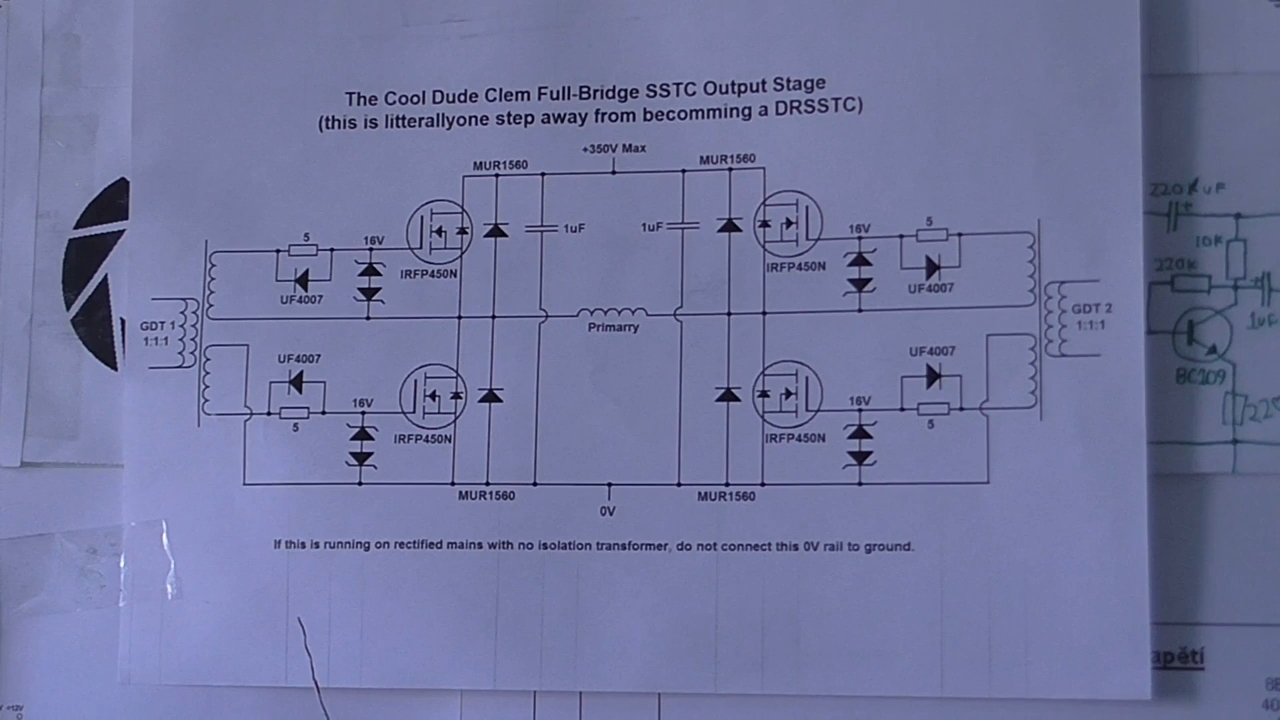 The Cool Dude Clem Full-Bridge SSTC Output Stage
(this is litterallyone step away from becomming a DRSSTC)
+350V Max
MUR1560
MUR1560
5
16V
1uF
1uF
16V
5
IRFP450N
IRFP450N
UF4007
UF4007
GDT 1
1:1:1
Primarry
GDT 2
1:1:1
UF4007
UF4007
16V
16V
5
5
IRFP450N
IRFP450N
MUR1560
MUR1560
0V
If this is running on rectified mains with no isolation transformer, do not connect this 0V rail to ground.
10K
220K
1uF
BC109
apětí
+12V